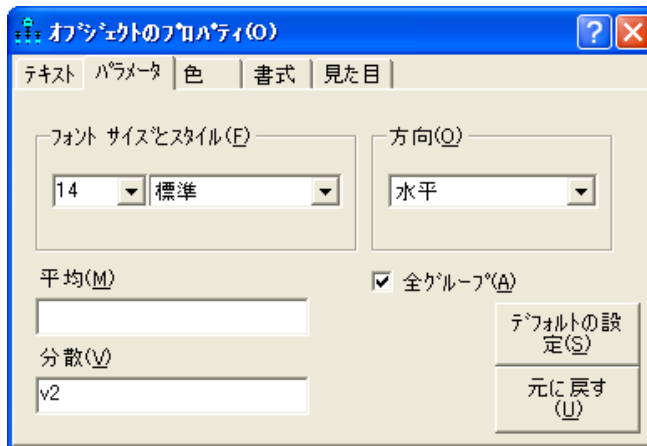 ｵﾌﾞｼﾞｪｸﾄのﾌﾟﾛﾊﾟﾃｨ(O)
テキスト ﾊﾟﾗﾒｰﾀ 色 書式 見た目
フォント ｻｲｽﾞとｽﾀｲﾙ(F)
方向(O)
14 標準
水平
平均(M)
全ｸﾞﾙｰﾌﾟ(A)
ﾃﾞﾌｫﾙﾄの設
定(S)
分散(V)
v2
元に戻す
(U)